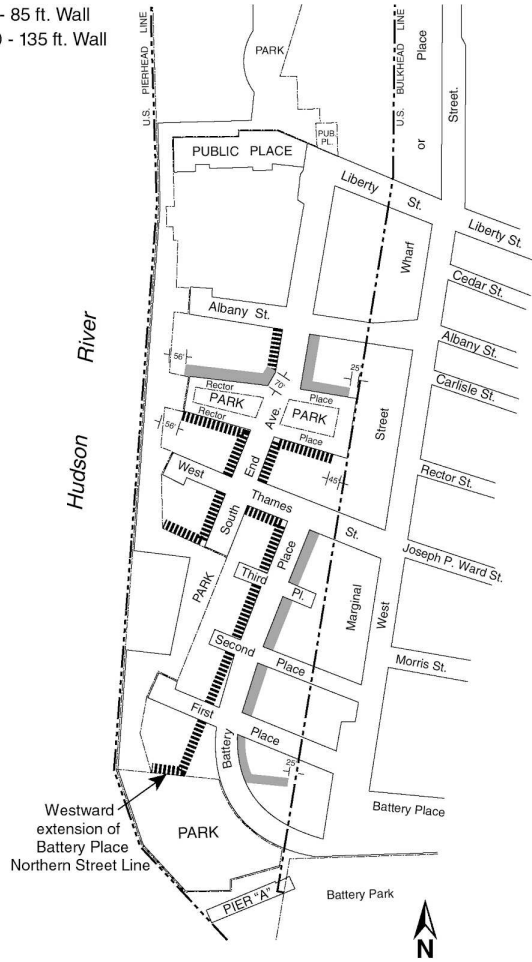 - 85 ft. Wall
- 135 ft. Wall
U.S. PIERHEAD LINE
PARK
U.S. BULKHEAD LINE
Place
or
Street.
PUB.
PL.
PUBLIC PLACE
Liberty St.
Liberty St.
Wharf
Cedar St.
Albany St.
Albany St.
Carlisle St.
Hudson River
56'
70'
25'
Rector
Place
PARK
PARK
Ave.
Rector
Place
Street
56'
End
45'
West
Thames
St.
South
Rector St.
Joseph P. Ward St.
Place
Third
Pl.
PARK
Marginal
West
Second
Place
Morris St.
First
Place
Battery
25'
Battery Place
Westward
extension of
Battery Place
Northern Street Line
PARK
PIER "A"
Battery Park
N